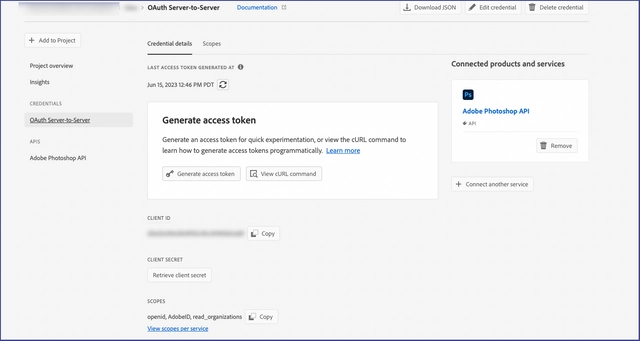 OAuth Server-to-Server
Documentation
Download JSON
Edit credential
Delete credential
Add to Project
Project overview
Insights
CREDENTIALS
OAuth Server-to-Server
APIS
Adobe Photoshop API
Credential details
Scopes
LAST ACCESS TOKEN GENERATED AT
Jun 15, 2023 12:46 PM PDT
Generate access token
Generate an access token for quick experimentation, or view the cURL command to
learn how to generate access tokens programmatically. Learn more
Generate access token
View cURL command
CLIENT ID
Copy
CLIENT SECRET
Retrieve client secret
SCOPES
openid, AdobeID, read_organizations
Copy
View scopes per service
Connected products and services
Ps
Adobe Photoshop API
API
Remove
Connect another service